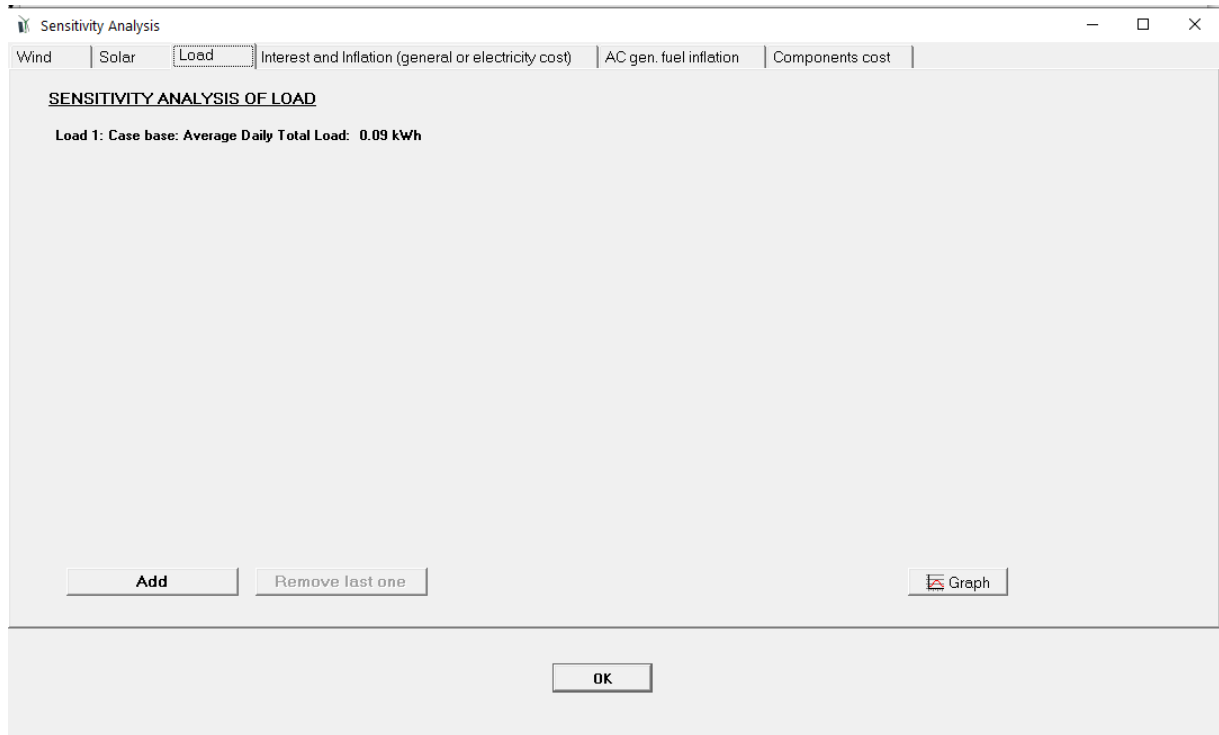 Sensitivity Analysis
Wind Solar Load Interest and Inflation (general or electricity cost) AC gen. fuel inflation Components cost
SENSITIVITY ANALYSIS OF LOAD
Load 1: Case base: Average Daily Total Load: 0.09 kWh
Add Remove last one Graph
OK